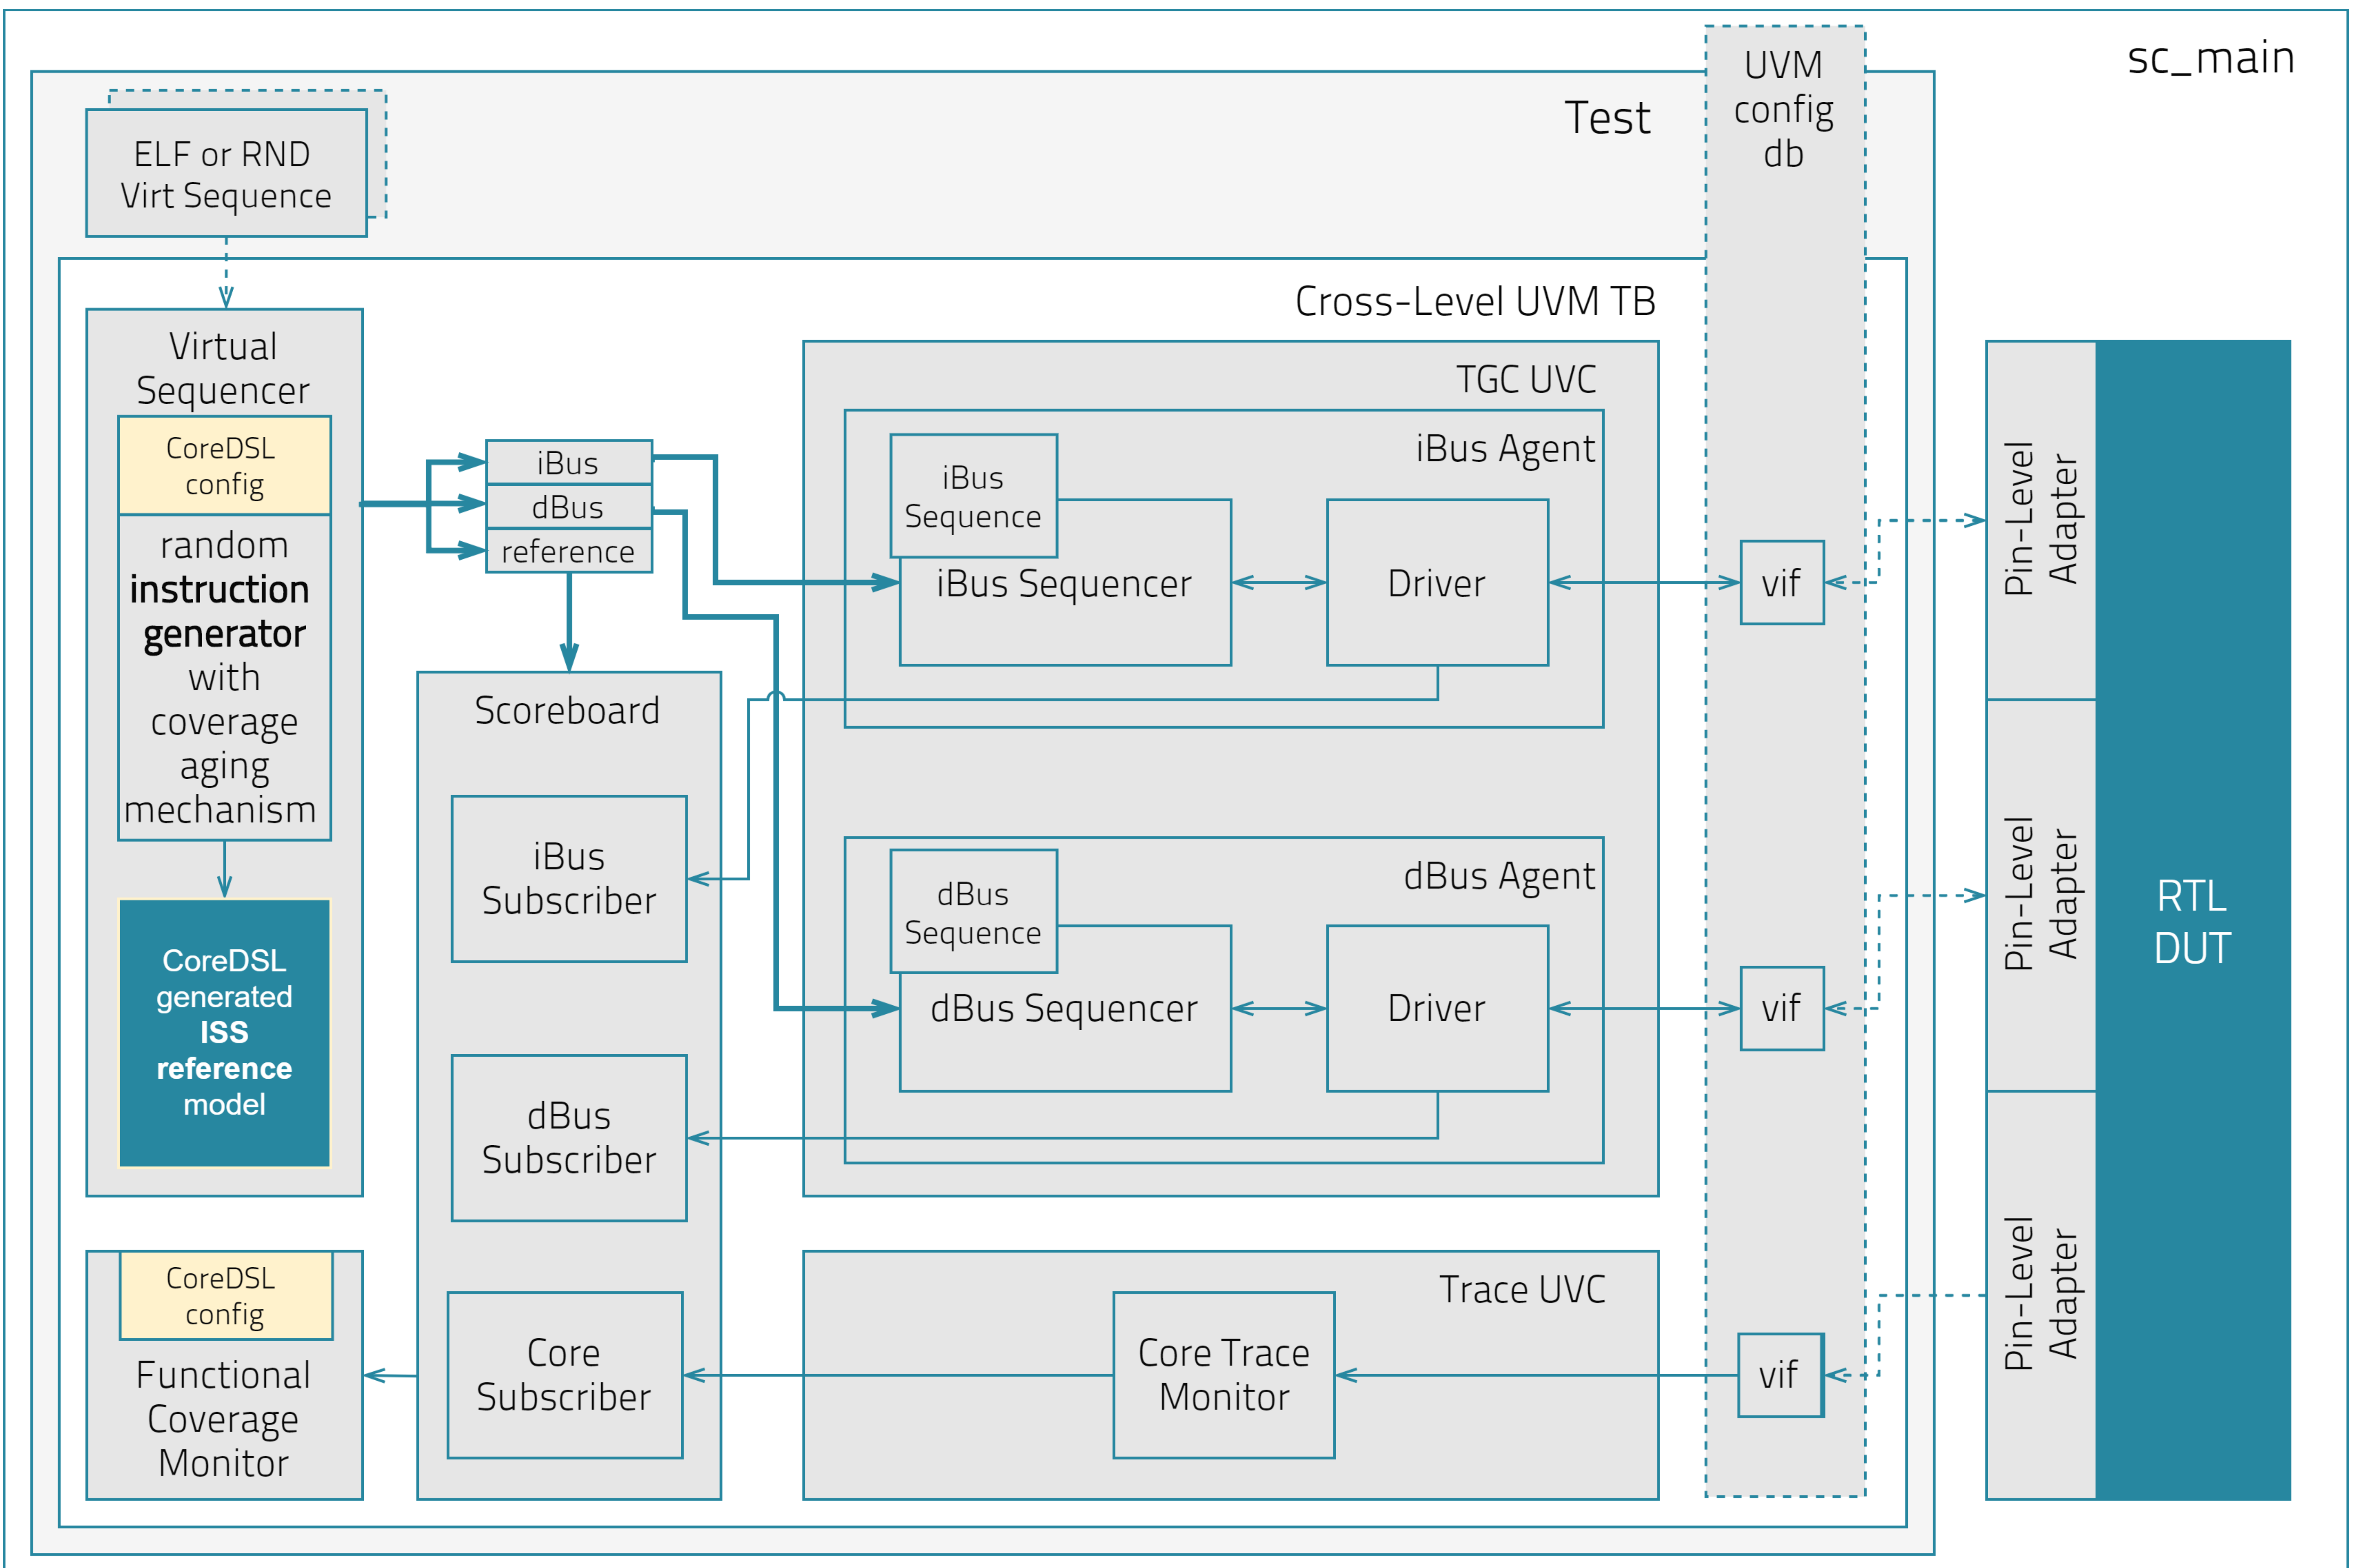 sc_main
UVM
config
db
Test
ELF or RND
Virt Sequence
Cross-Level UVM TB
Virtual
Sequencer
CoreDSL
config
random
instruction
generator
with
coverage
aging
mechanism
CoreDSL
generated
ISS
reference
model
iBus
dBus
reference
TGC UVC
iBus Agent
iBus
Sequence
iBus Sequencer
Driver
vif
Pin-Level
Adapter
Scoreboard
iBus
Subscriber
dBus Agent
dBus
Sequence
dBus Sequencer
Driver
vif
Pin-Level
Adapter
RTL
DUT
dBus
Subscriber
CoreDSL
config
Functional
Coverage
Monitor
Core
Subscriber
Trace UVC
Core Trace
Monitor
vif
Pin-Level
Adapter